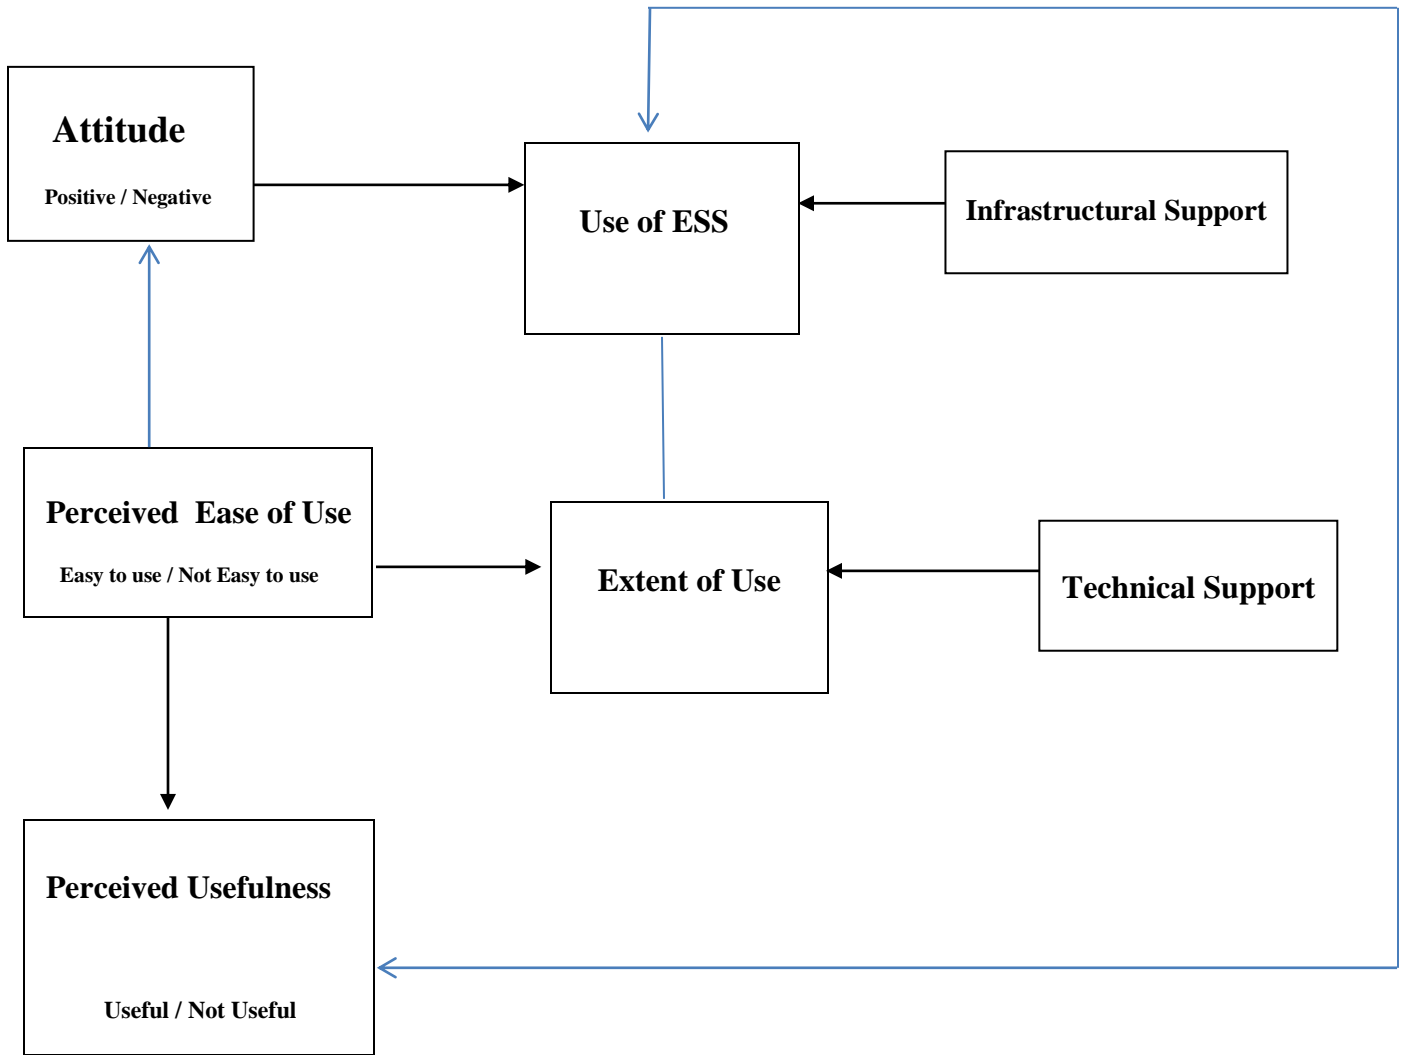 Attitude
Positive / Negative
Use of ESS
Infrastructural Support
Perceived  Ease of Use
Easy to use / Not Easy to use
Extent of Use
Technical Support
Perceived Usefulness
Useful / Not Useful